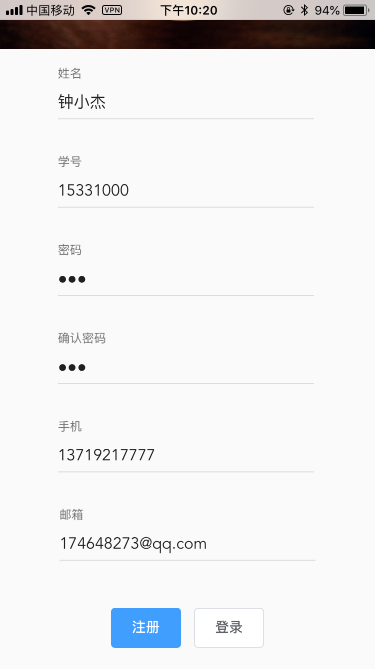 中国移动 VPN 下午10:20 94%
姓名
钟小杰
学号
15331000
密码
●●●
确认密码
●●●
手机
13719217777
邮箱
174648273@qq.com
注册 登录